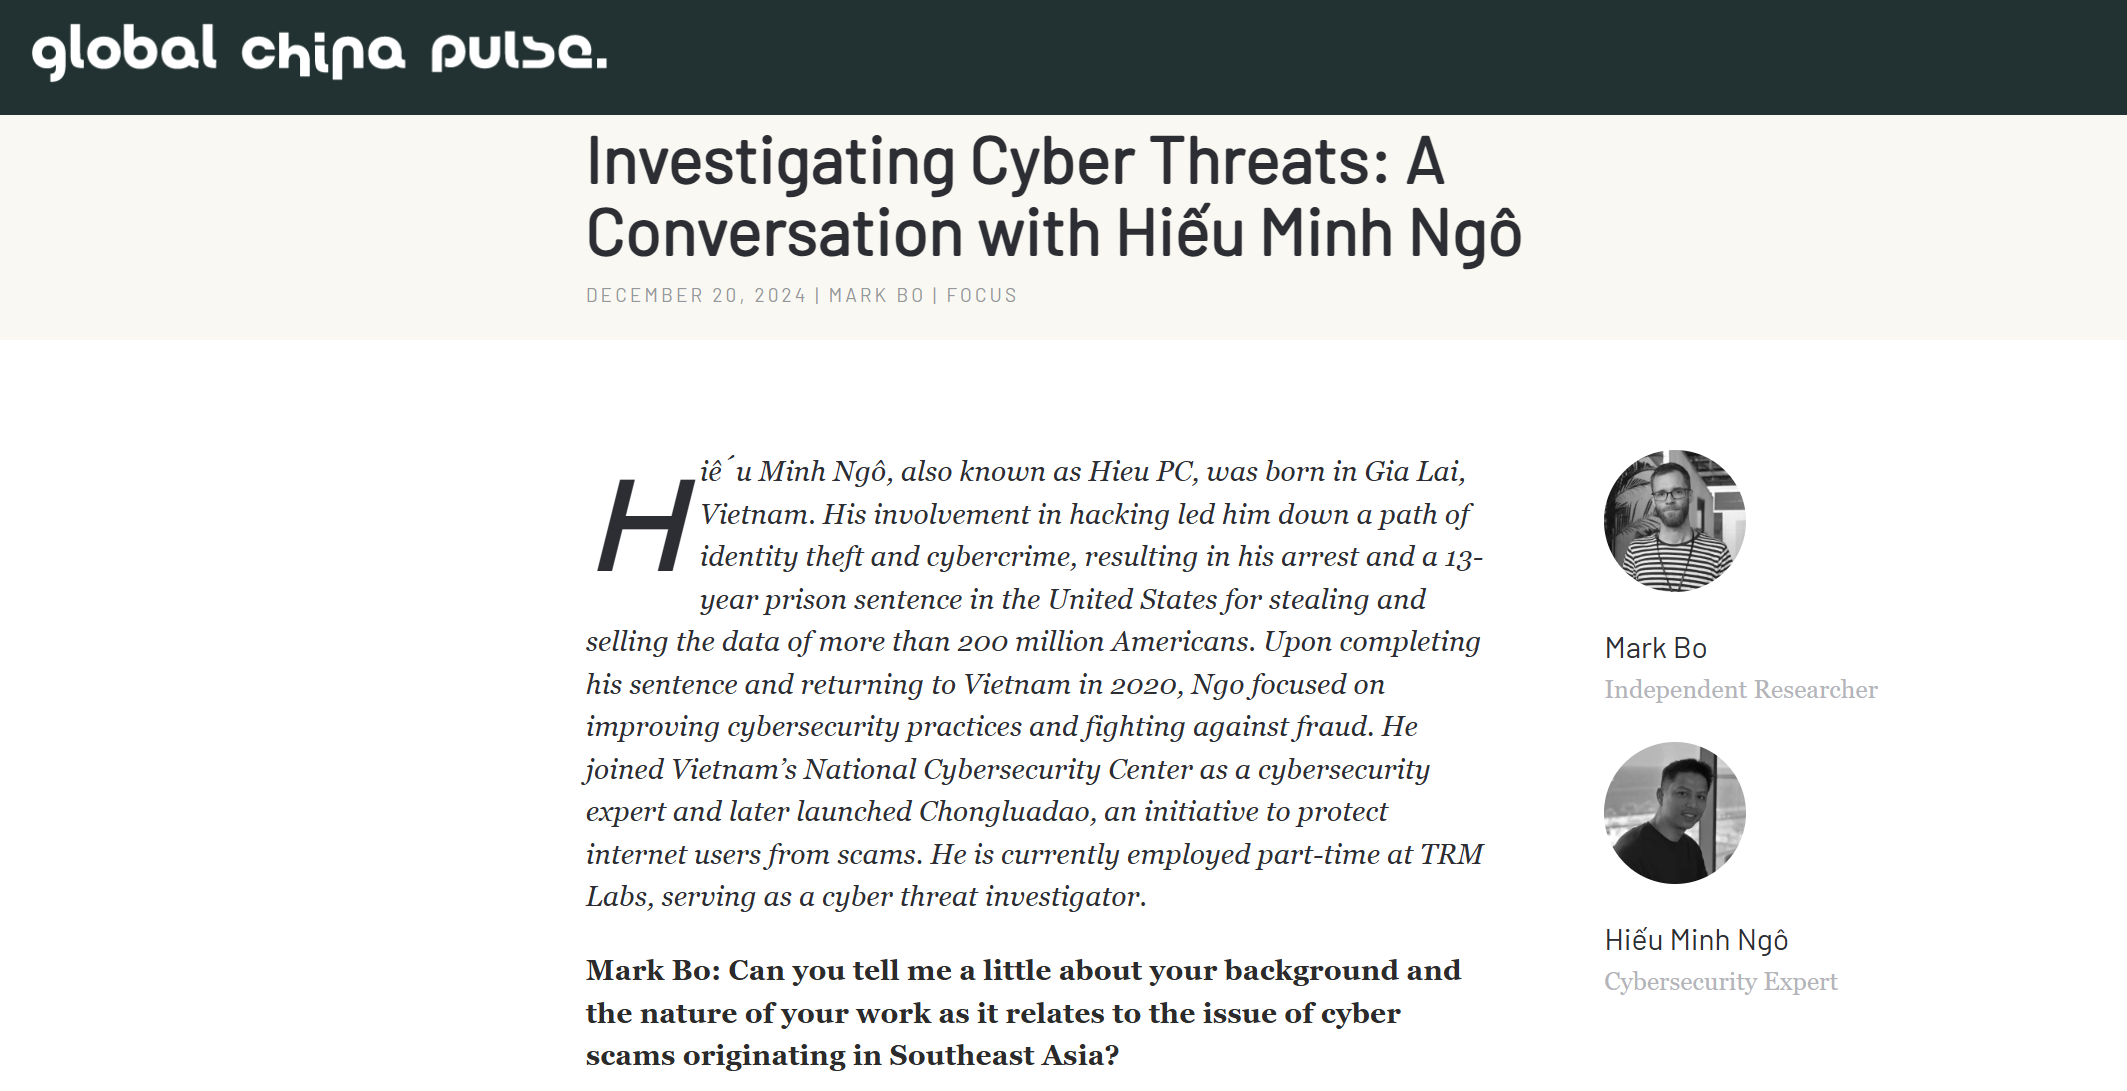 global china pulse.
Investigating Cyber Threats: A
Conversation with Hiếu Minh Ngô
DECEMBER 20, 2024 | MARK BO | FOCUS
Hiê´u Minh Ngô, also known as Hieu PC, was born in Gia Lai,
Vietnam. His involvement in hacking led him down a path of
identity theft and cybercrime, resulting in his arrest and a 13-
year prison sentence in the United States for stealing and
selling the data of more than 200 million Americans. Upon completing
his sentence and returning to Vietnam in 2020, Ngo focused on
improving cybersecurity practices and fighting against fraud. He
joined Vietnam’s National Cybersecurity Center as a cybersecurity
expert and later launched Chongluadao, an initiative to protect
internet users from scams. He is currently employed part-time at TRM
Labs, serving as a cyber threat investigator.
Mark Bo: Can you tell me a little about your background and
the nature of your work as it relates to the issue of cyber
scams originating in Southeast Asia?
Mark Bo
Independent Researcher
Hiếu Minh Ngô
Cybersecurity Expert